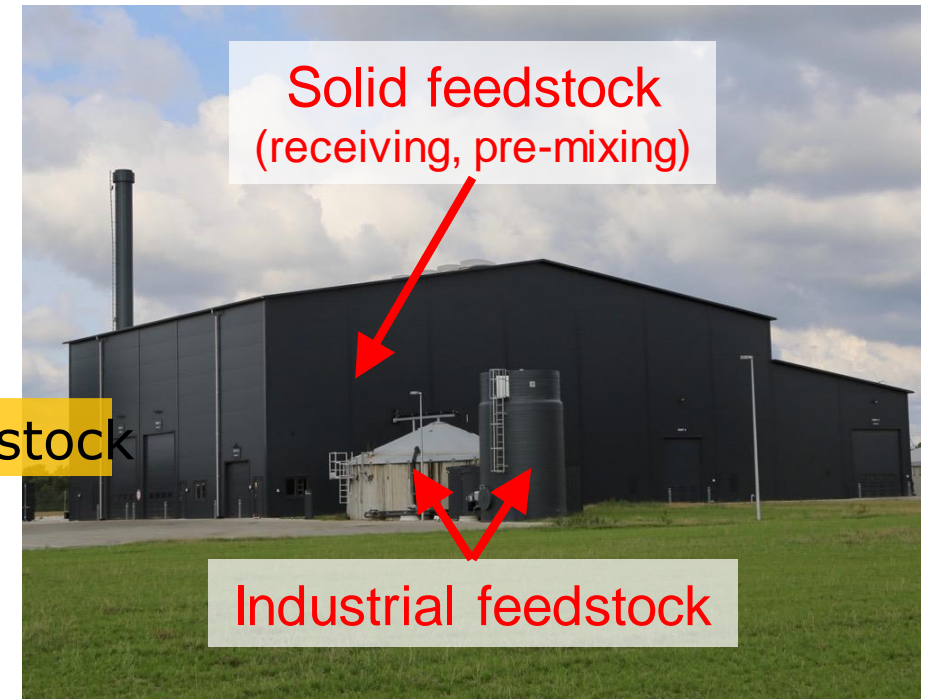 Solid feedstock
(receiving, pre-mixing)
stock
Industrial feedstock